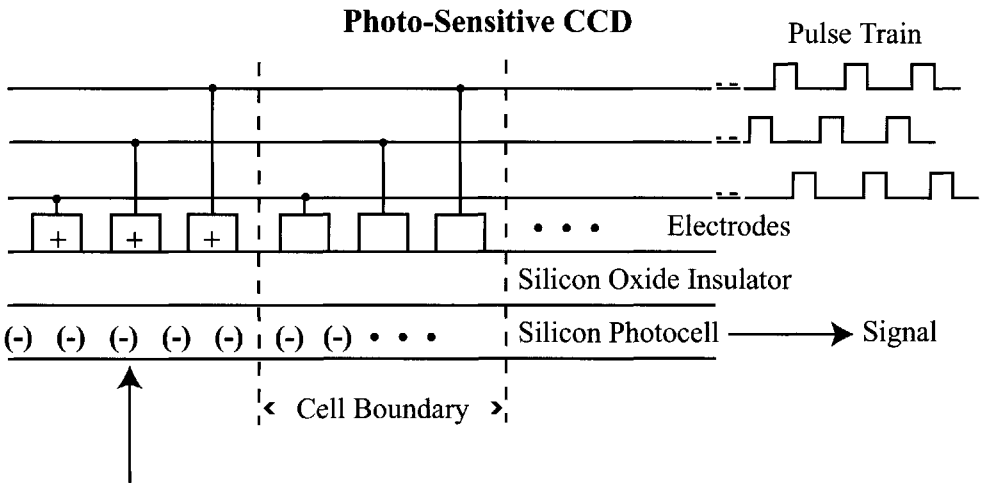 Photo-Sensitive CCD
Pulse Train
+ + +
Electrodes
Silicon Oxide Insulator
(-) (-) (-) (-) (-) (-) (-) • • • Silicon Photocell Signal
Cell Boundary